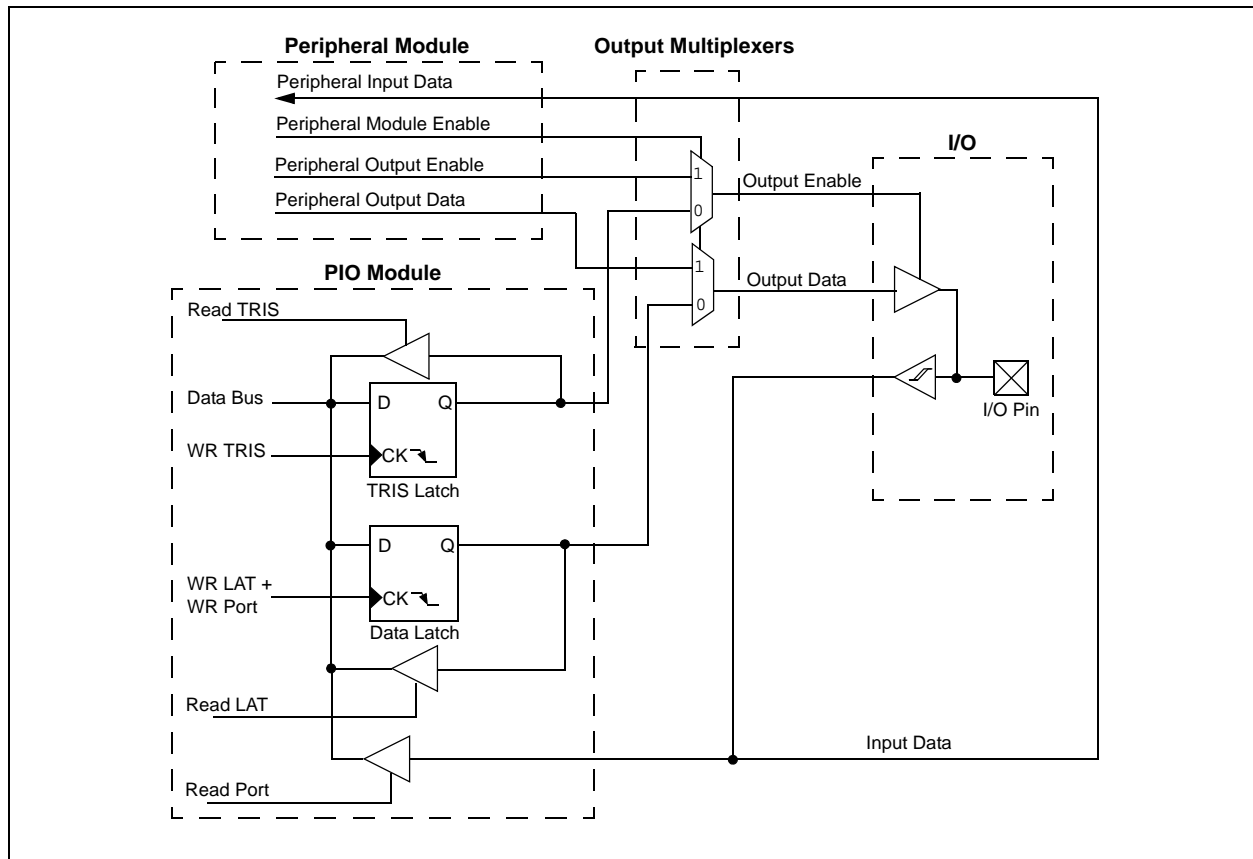 Peripheral Module
Output Multiplexers
Peripheral Input Data
Peripheral Module Enable
I/O
Peripheral Output Enable
1
Output Enable
Peripheral Output Data
0
PIO Module
1
Output Data
0
Read TRIS
Data Bus
D
Q
I/O Pin
WR TRIS
CK
TRIS Latch
D
Q
WR LAT +
WR Port
CK
Data Latch
Read LAT
Input Data
Read Port